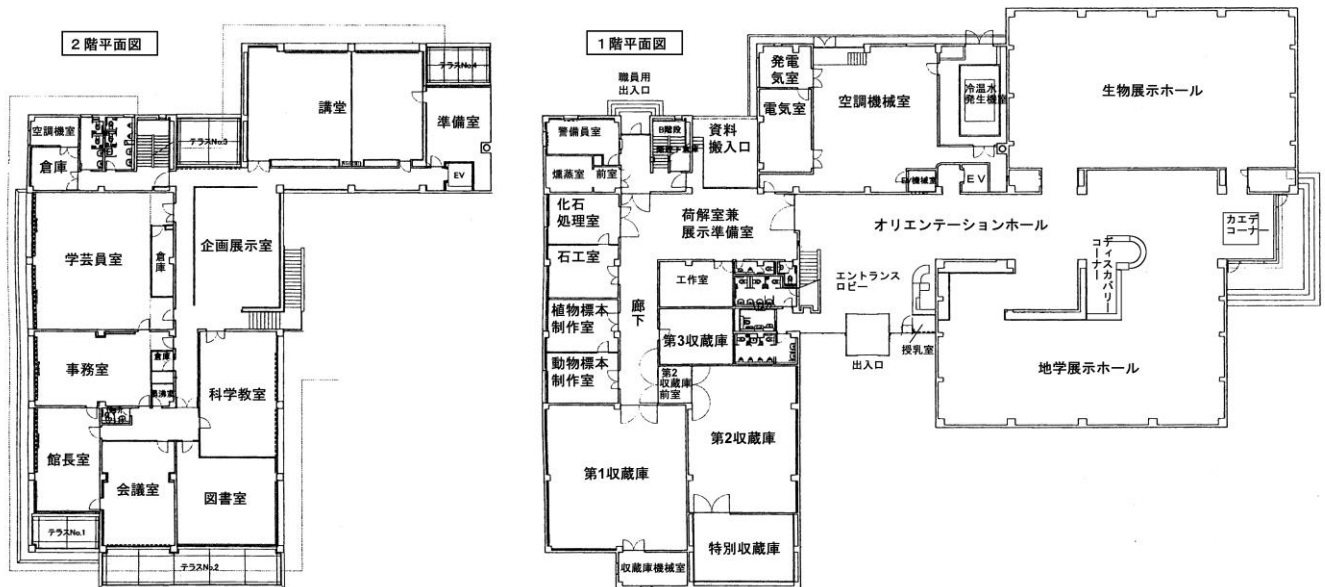 ２階平面図
テラスNo.4
講堂
準備室
空調機室
倉庫
テラスNo.3
EV
学芸員室
倉庫
企画展示室
事務室
倉庫
湯沸室
科学教室
館長室
会議室
図書室
テラスNo.1
テラスNo.2
１階平面図
職員用
出入口
発電
気室
電気室
空調機械室
冷温水
発生機室
生物展示ホール
警備員室
B階段
資料
搬入口
燻蒸室
前室
EV機械室
EV
化石
処理室
荷解室兼
展示準備室
オリエンテーションホール
カエデ
コーナー
石工室
工作室
エントランス
ロビー
ディスカバリー
コーナー
廊下
植物標本
制作室
第3収蔵庫
出入口
授乳室
動物標本
制作室
第2
収蔵庫
前室
地学展示ホール
第1収蔵庫
第2収蔵庫
特別収蔵庫
収蔵庫機械室